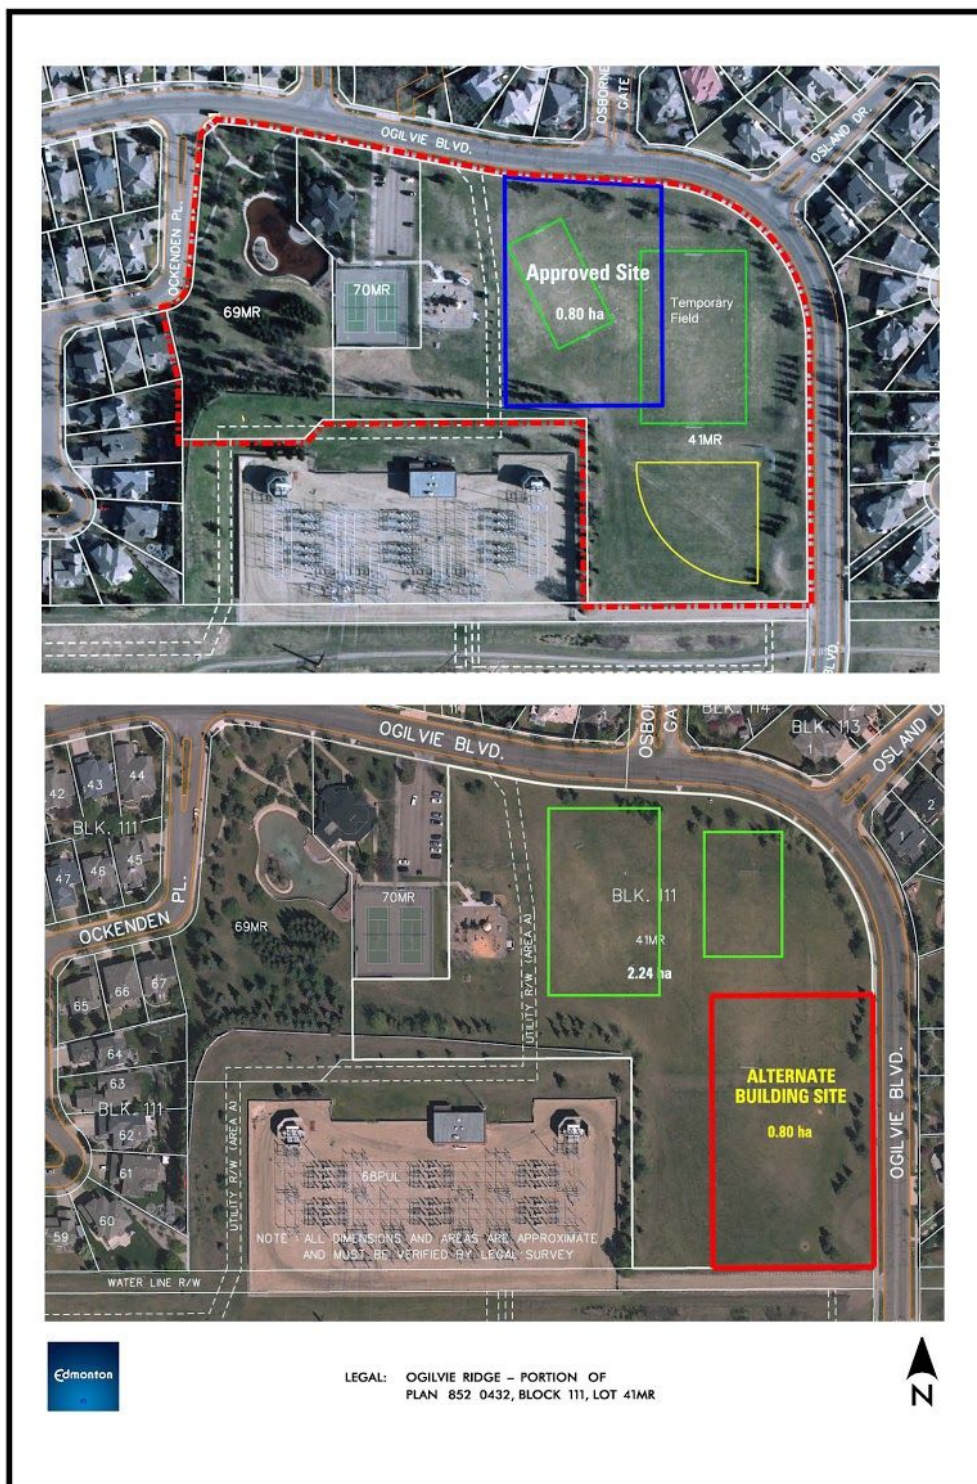 OGILVIE BLVD.
OSBORNE
GATE
OSLAND DR.
OCKENDEN PL.
70MR
69MR
Approved Site
0.80 ha
Temporary
Field
41MR
BLVD
OGILVIE BLVD.
114
BLK. 113
1
OSLAND D
42
43
44
BLK. 111
47
46
45
OCKENDEN PL.
70MR
69MR
BLK. 111
41MR
2.24 ha
2
1
65
66
67
64
63
BLK. 111
62
61
60
59
UTILITY R/W (AREA A)
UTILITY R/W (AREA A)
ALTERNATE
BUILDING SITE
0.80 ha
OGILVIE BLVD.
68PUL
NOTE : ALL DIMENSIONS AND AREAS ARE APPROXIMATE
AND MUST BE VERIFIED BY LEGAL SURVEY
WATER LINE R/W
Edmonton
LEGAL: OGILVIE RIDGE – PORTION OF
PLAN 852 0432, BLOCK 111, LOT 41MR
N